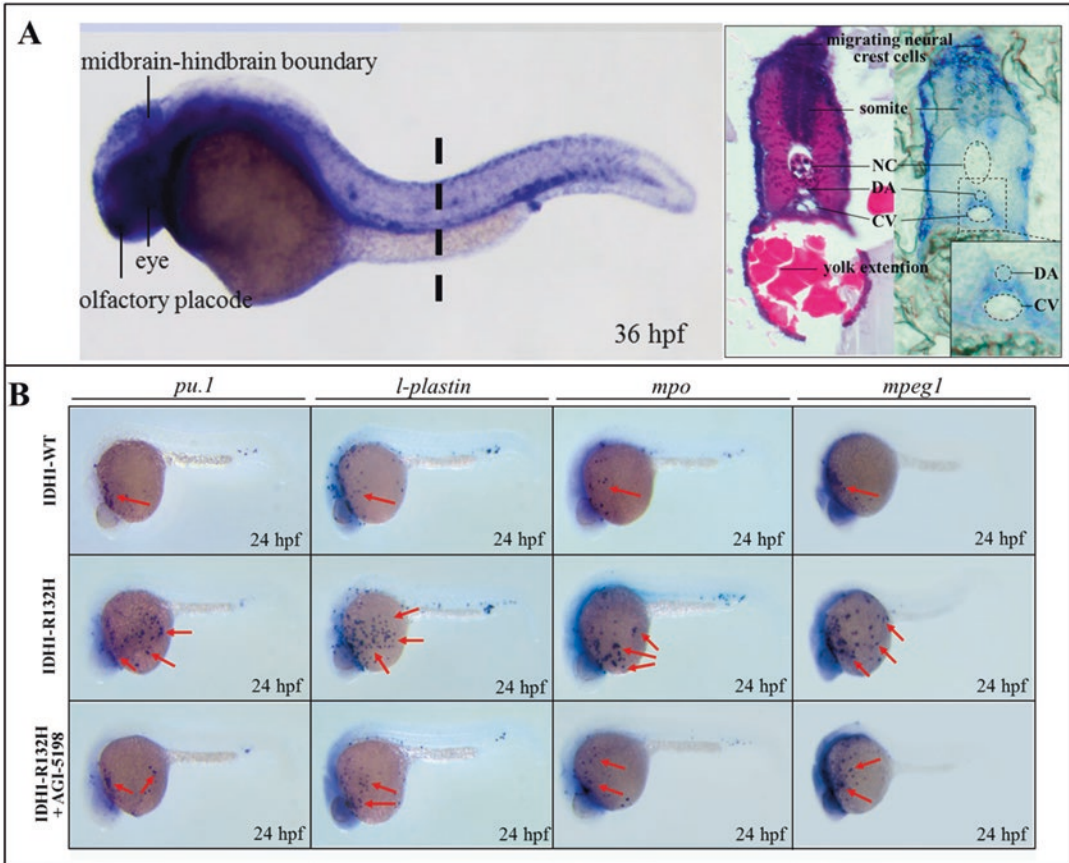 A
midbrain-hindbrain boundary
eye
olfactory placode
36 hpf
migrating neural
crest cells
somite
NC
DA
CV
yolk extention
DA
CV
B
pu.1
l-plastin
mpo
mpeg1
IDH1-WT
24 hpf
24 hpf
24 hpf
24 hpf
IDH1-R132H
24 hpf
24 hpf
24 hpf
24 hpf
IDH1-R132H
+ AGI-5198
24 hpf
24 hpf
24 hpf
24 hpf